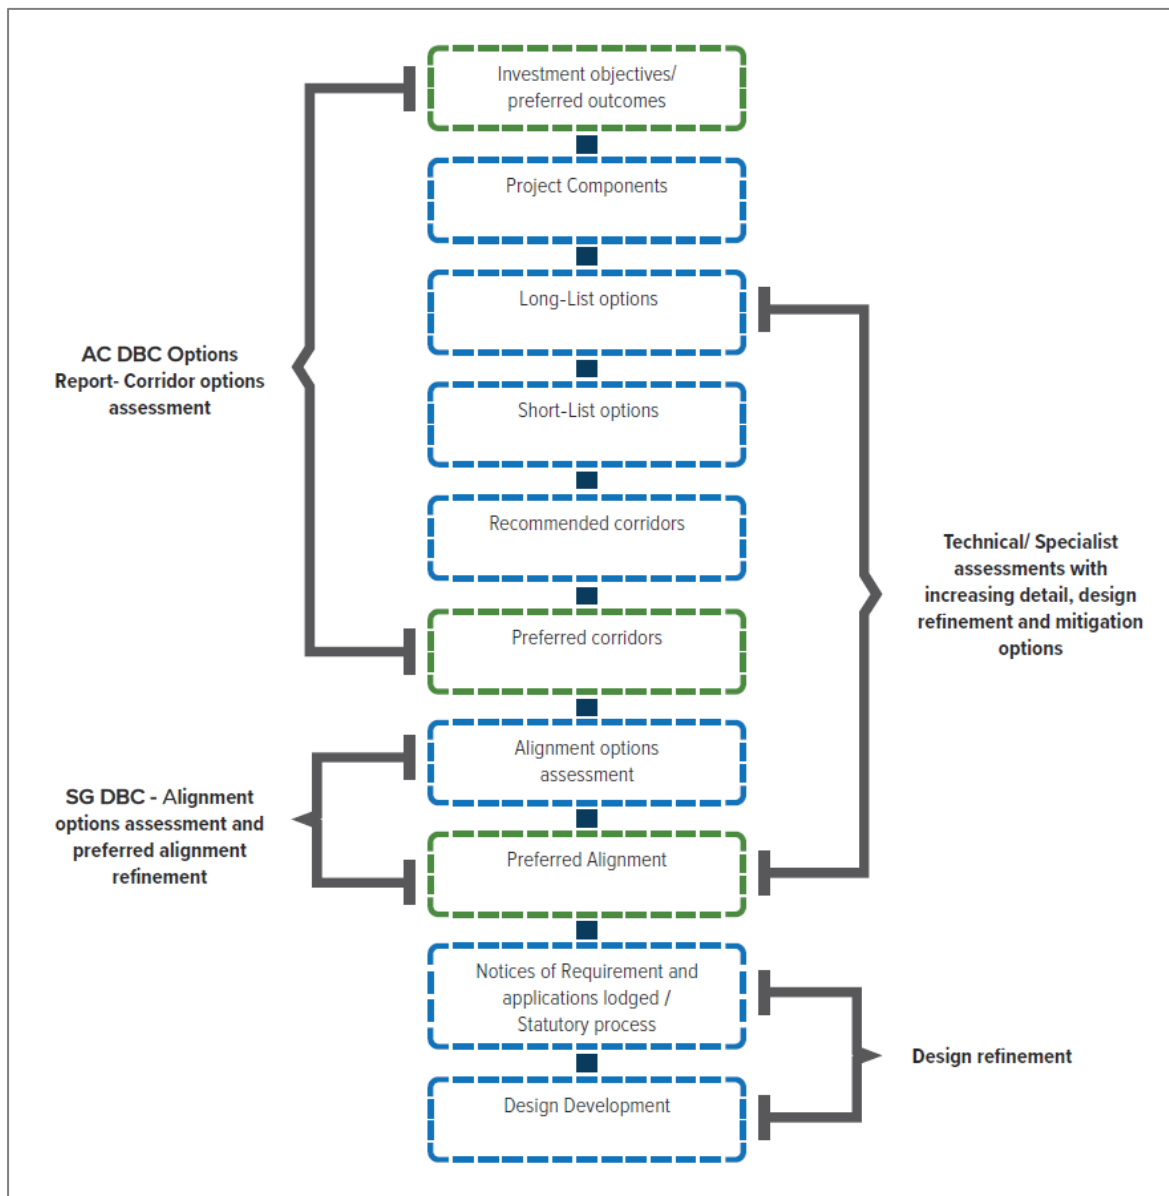 Investment objectives/
preferred outcomes
Project Components
Long-List options
AC DBC Options
Report- Corridor options
assessment
Short-List options
Recommended corridors
Technical/ Specialist
assessments with
increasing detail, design
refinement and mitigation
options
Preferred corridors
Alignment options
assessment
SG DBC - Alignment
options assessment and
preferred alignment
refinement
Preferred Alignment
Notices of Requirement and
applications lodged /
Statutory process
Design refinement
Design Development